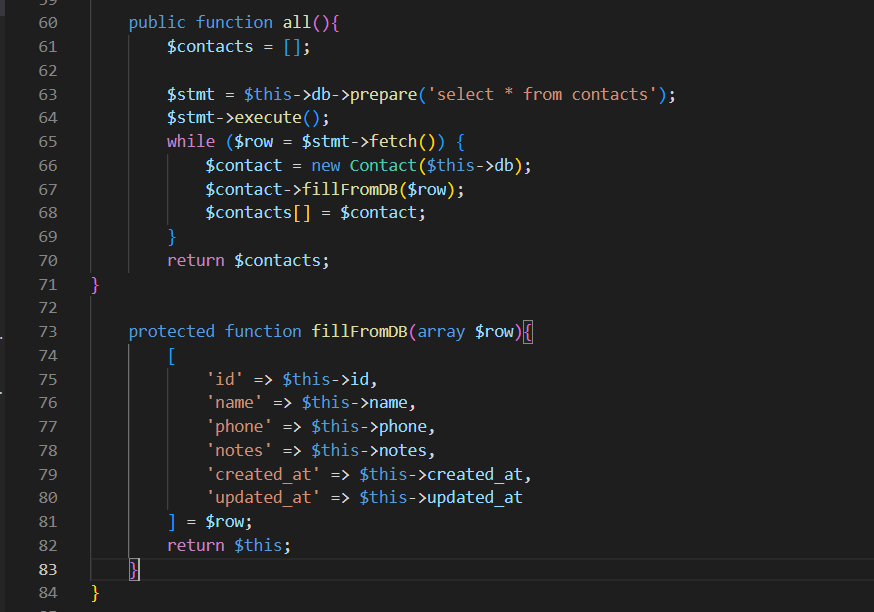 60 public function all(){
61 $contacts = [];
62
63 $stmt = $this->db->prepare('select * from contacts');
64 $stmt->execute();
65 while ($row = $stmt->fetch()) {
66 $contact = new Contact($this->db);
67 $contact->fillFromDB($row);
68 $contacts[] = $contact;
69 }
70 return $contacts;
71 }
72
73 protected function fillFromDB(array $row){
74 [
75 'id' => $this->id,
76 'name' => $this->name,
77 'phone' => $this->phone,
78 'notes' => $this->notes,
79 'created_at' => $this->created_at,
80 'updated_at' => $this->updated_at
81 ] = $row;
82 return $this;
83 }
84 }